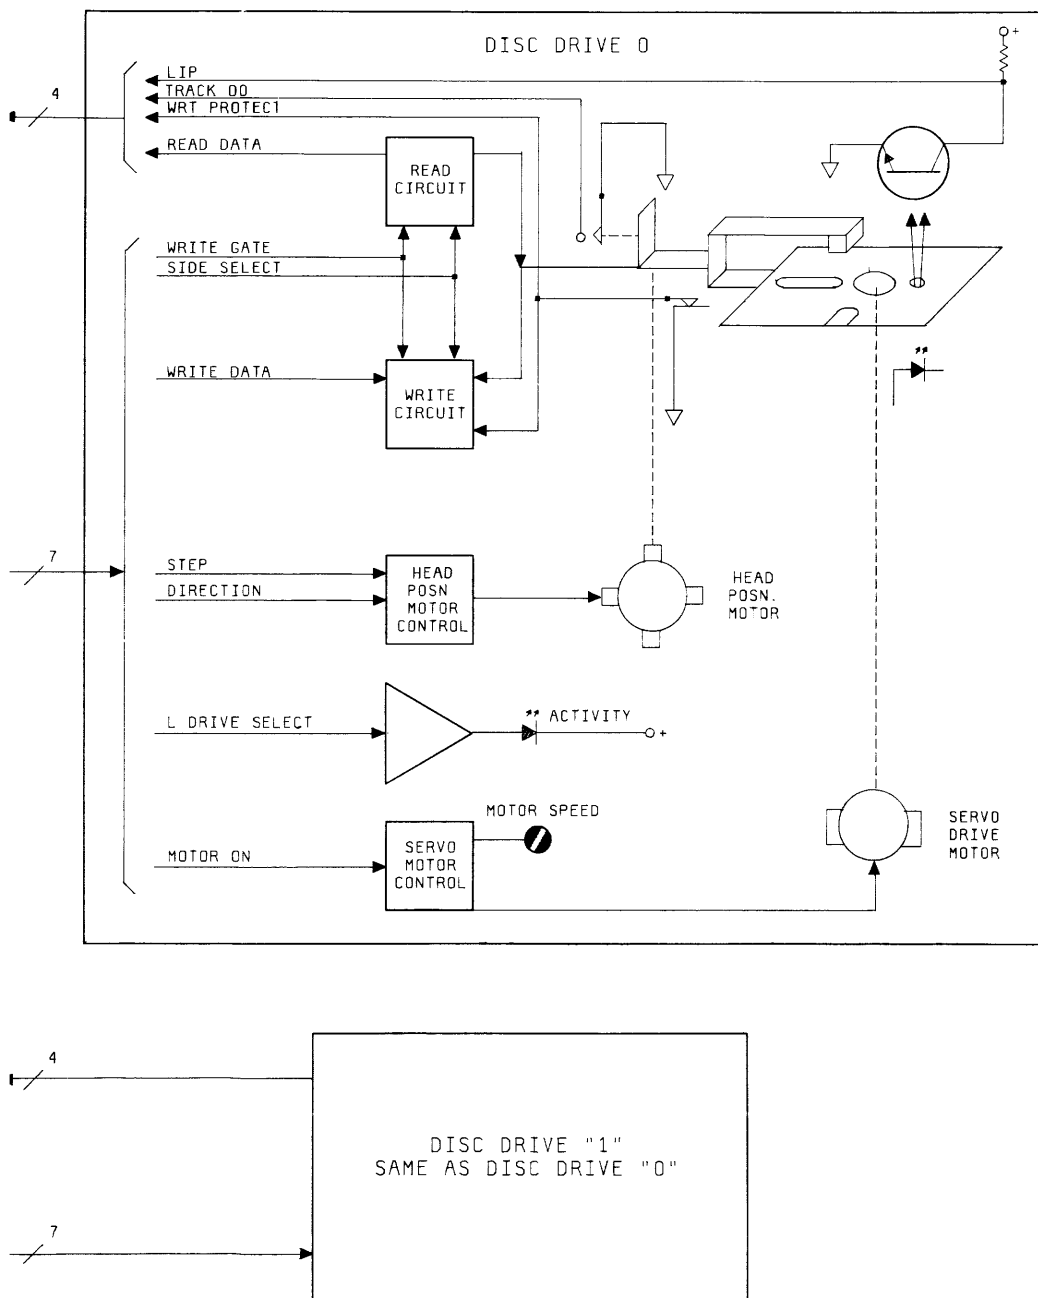 DISC DRIVE 0
+
4
LIP
TRACK 00
WRT PROTECT
READ DATA
READ
CIRCUIT
WRITE GATE
SIDE SELECT
WRITE DATA
WRITE
CIRCUIT
7
STEP
DIRECTION
HEAD
POSN
MOTOR
CONTROL
HEAD
POSN.
MOTOR
L DRIVE SELECT
ACTIVITY
+
MOTOR SPEED
MOTOR ON
SERVO
MOTOR
CONTROL
SERVO
DRIVE
MOTOR
4
DISC DRIVE "1"
SAME AS DISC DRIVE "0"
7